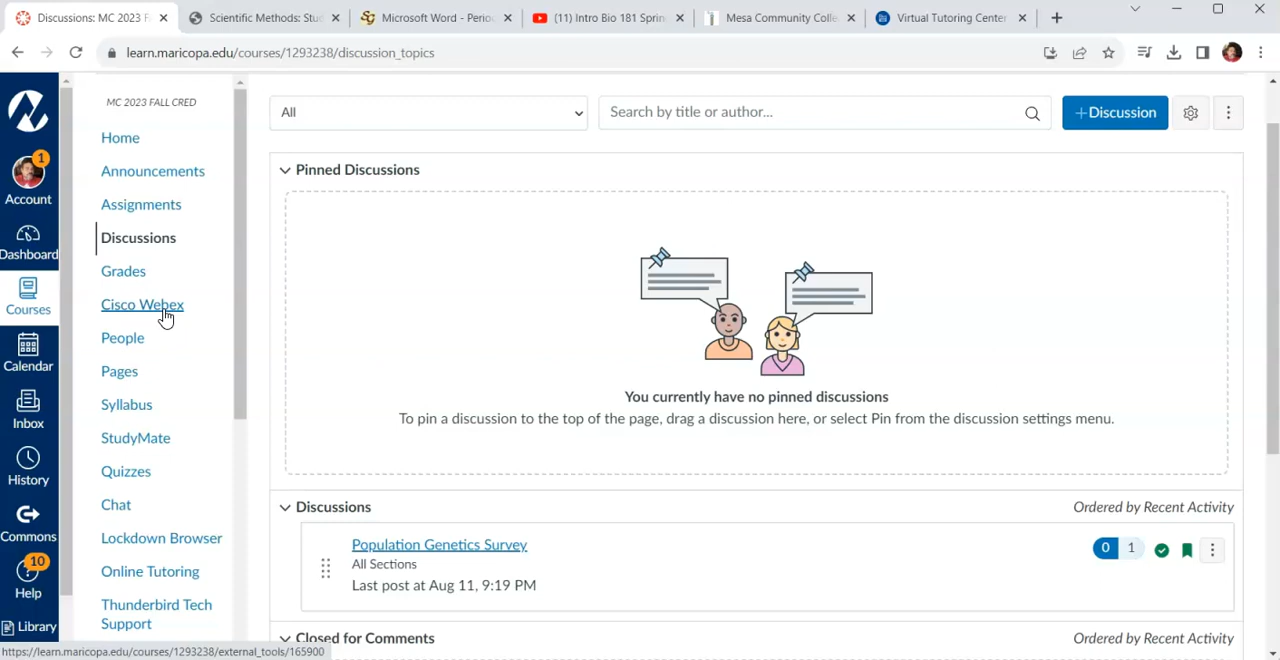 Discussions: MC 2023 F
Scientific Methods: Stu
Microsoft Word - Perio
(11) Intro Bio 181 Sprin
Mesa Community Colle
Virtual Tutoring Center
learn.maricopa.edu/courses/1293238/discussion_topics
1
Account
Dashboard
Courses
Calendar
Inbox
History
Commons
10
Help
Library
MC 2023 FALL CRED
Home
Announcements
Assignments
Discussions
Grades
Cisco Webex
People
Pages
Syllabus
StudyMate
Quizzes
Chat
Lockdown Browser
Online Tutoring
Thunderbird Tech
Support
All
Search by title or author...
+Discussion
Pinned Discussions
You currently have no pinned discussions
To pin a discussion to the top of the page, drag a discussion here, or select Pin from the discussion settings menu.
Discussions
Ordered by Recent Activity
Population Genetics Survey
All Sections
Last post at Aug 11, 9:19 PM
0 1
Closed for Comments
Ordered by Recent Activity
https://learn.maricopa.edu/courses/1293238/external_tools/165900